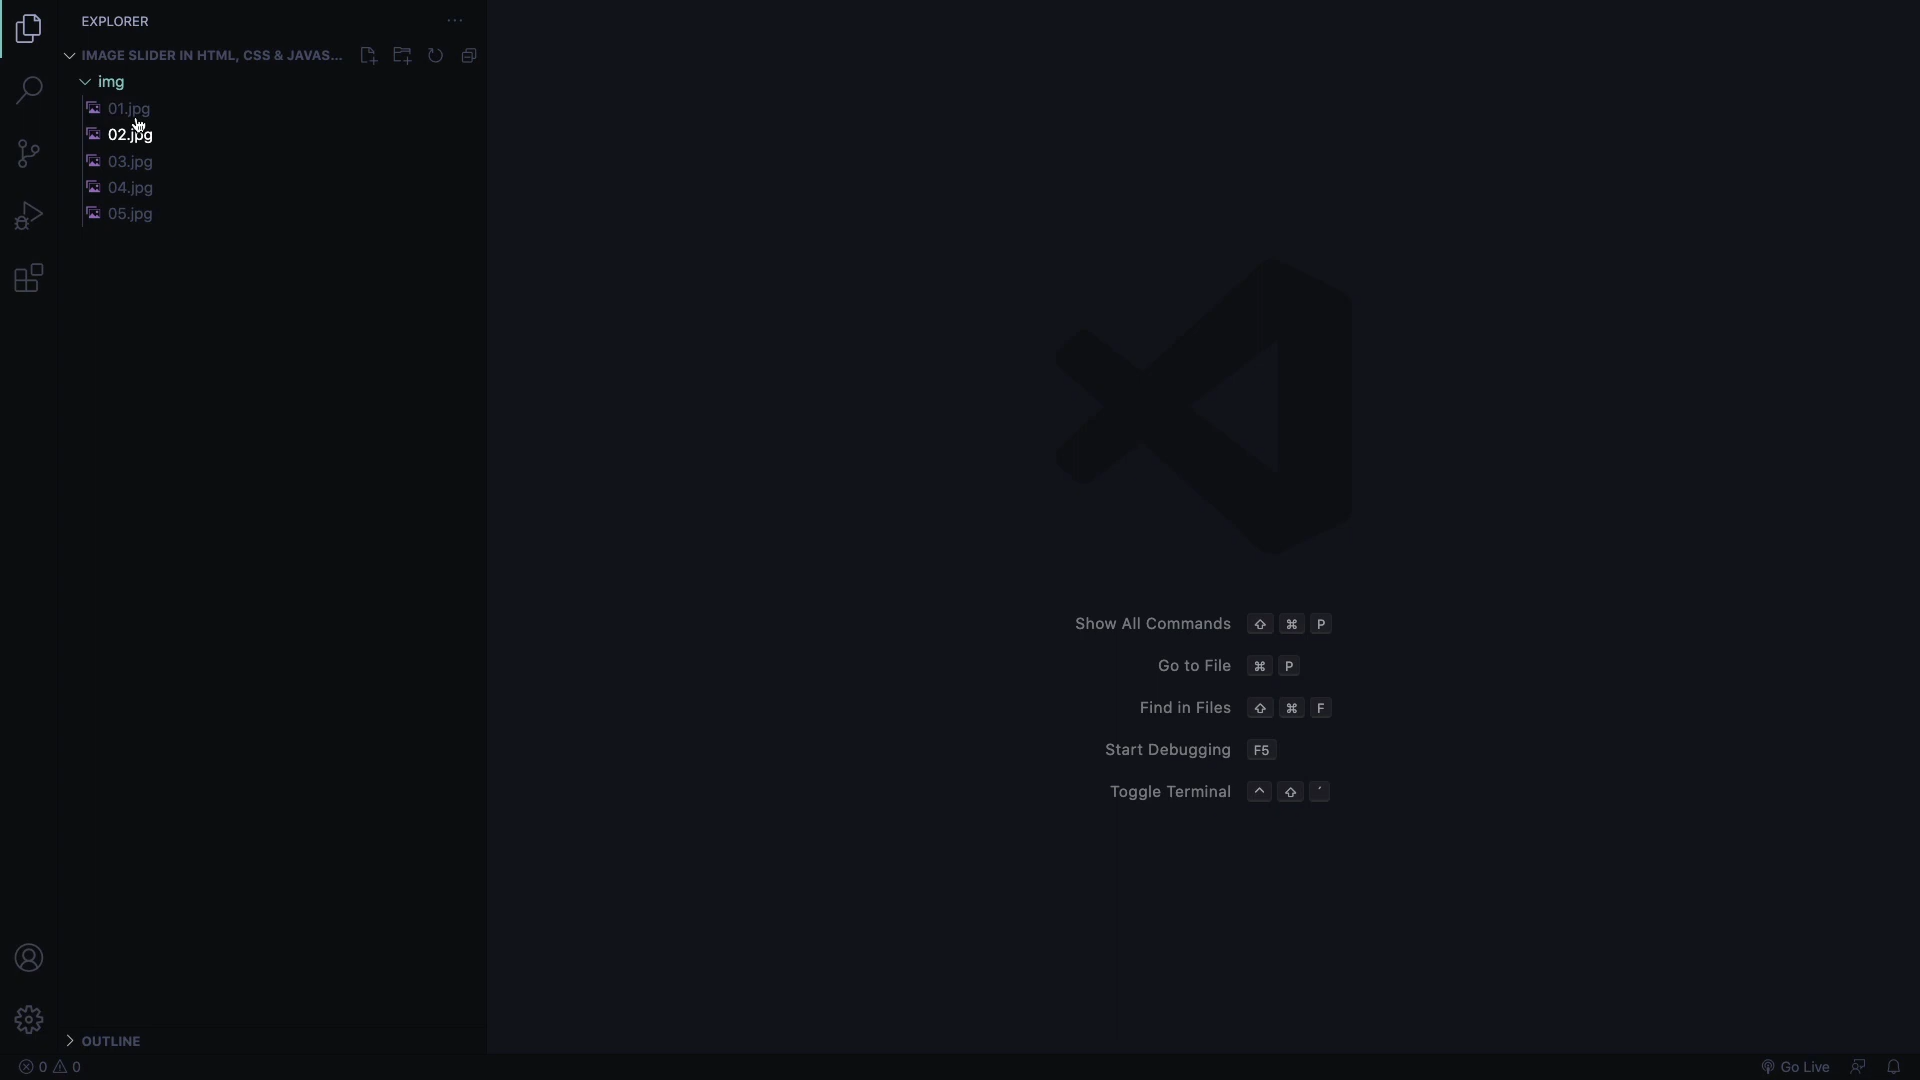 EXPLORER
IMAGE SLIDER IN HTML, CSS & JAVAS...
img
01.jpg
02.jpg
03.jpg
04.jpg
05.jpg
Show All Commands ⇧ ⌘ P
Go to File ⌘ P
Find in Files ⇧ ⌘ F
Start Debugging F5
Toggle Terminal ^ ⇧ ´
OUTLINE
0 0
Go Live